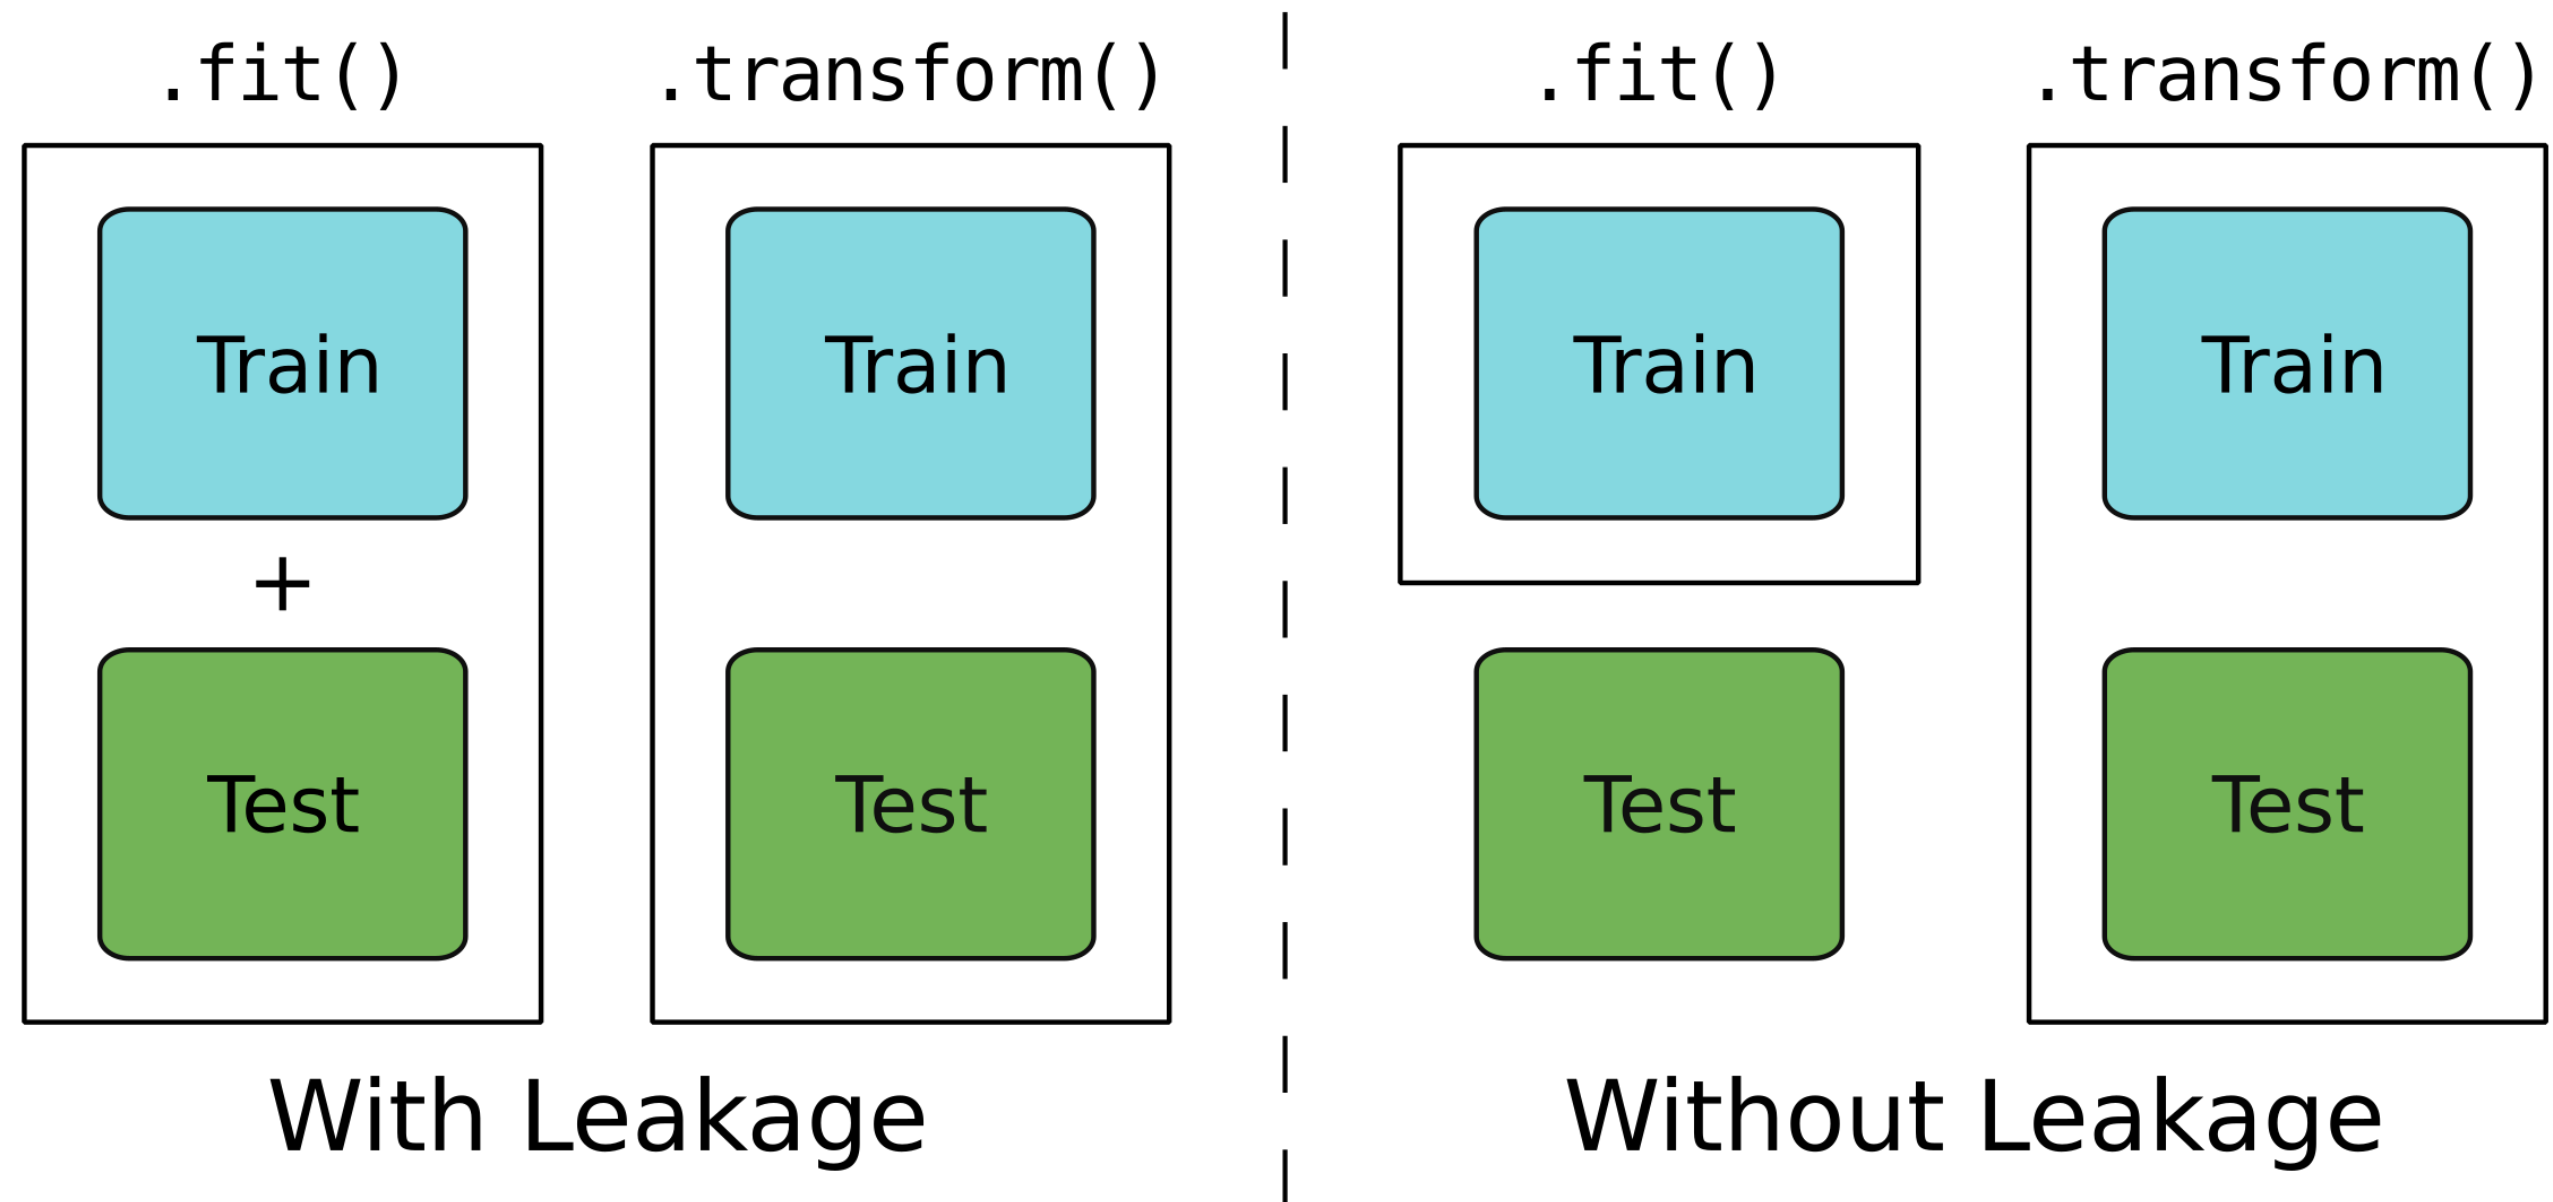 .fit()
.transform()
Train
Train
+
Test
Test
With Leakage
.fit()
.transform()
Train
Train
Test
Test
Without Leakage